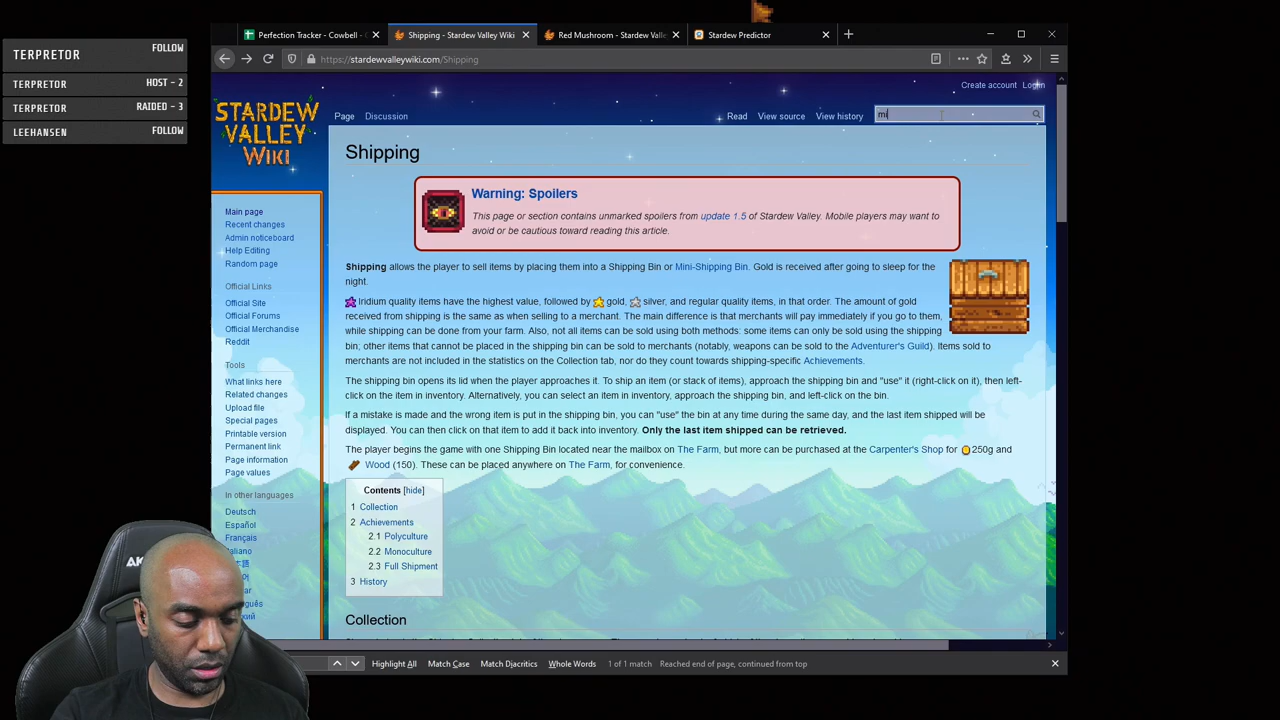 TERPRETOR FOLLOW
TERPRETOR HOST - 2
TERPRETOR RAIDED - 3
LEEHANSEN FOLLOW
Perfection Tracker - Cowbell -
Shipping - Stardew Valley Wiki
Red Mushroom - Stardew Valle
Stardew Predictor
https://stardewvalleywiki.com/Shipping
Create account Login
STARDEW
VALLEY
WIKI
Page Discussion Read View source View history mi
Shipping
Warning: Spoilers
This page or section contains unmarked spoilers from update 1.5 of Stardew Valley. Mobile players may want to
avoid or be cautious toward reading this article.
Shipping allows the player to sell items by placing them into a Shipping Bin or Mini-Shipping Bin. Gold is received after going to sleep for the
night.
Iridium quality items have the highest value, followed by gold, silver, and regular quality items, in that order. The amount of gold
received from shipping is the same as when selling to a merchant. The main difference is that merchants will pay immediately if you go to them,
while shipping can be done from your farm. Also, not all items can be sold using both methods: some items can only be sold using the shipping
bin; other items that cannot be placed in the shipping bin can be sold to merchants (notably, weapons can be sold to the Adventurer's Guild). Items sold to
merchants are not included in the statistics on the Collection tab, nor do they count towards shipping-specific Achievements.
The shipping bin opens its lid when the player approaches it. To ship an item (or stack of items), approach the shipping bin and "use" it (right-click on it), then left-
click on the item in inventory. Alternatively, you can select an item in inventory, approach the shipping bin, and left-click on the bin.
If a mistake is made and the wrong item is put in the shipping bin, you can "use" the bin at any time during the same day, and the last item shipped will be
displayed. You can then click on that item to add it back into inventory. Only the last item shipped can be retrieved.
The player begins the game with one Shipping Bin located near the mailbox on The Farm, but more can be purchased at the Carpenter's Shop for 250g and
Wood (150). These can be placed anywhere on The Farm, for convenience.
Contents [hide]
1 Collection
2 Achievements
2.1 Polyculture
2.2 Monoculture
2.3 Full Shipment
3 History
Collection
Main page
Recent changes
Admin noticeboard
Help Editing
Random page
Official Links
Official Site
Official Forums
Official Merchandise
Reddit
Tools
What links here
Related changes
Upload file
Special pages
Printable version
Permanent link
Page information
Page values
In other languages
Deutsch
Español
Français
Highlight All Match Case Match Diacritics Whole Words 1 of 1 match Reached end of page, continued from top